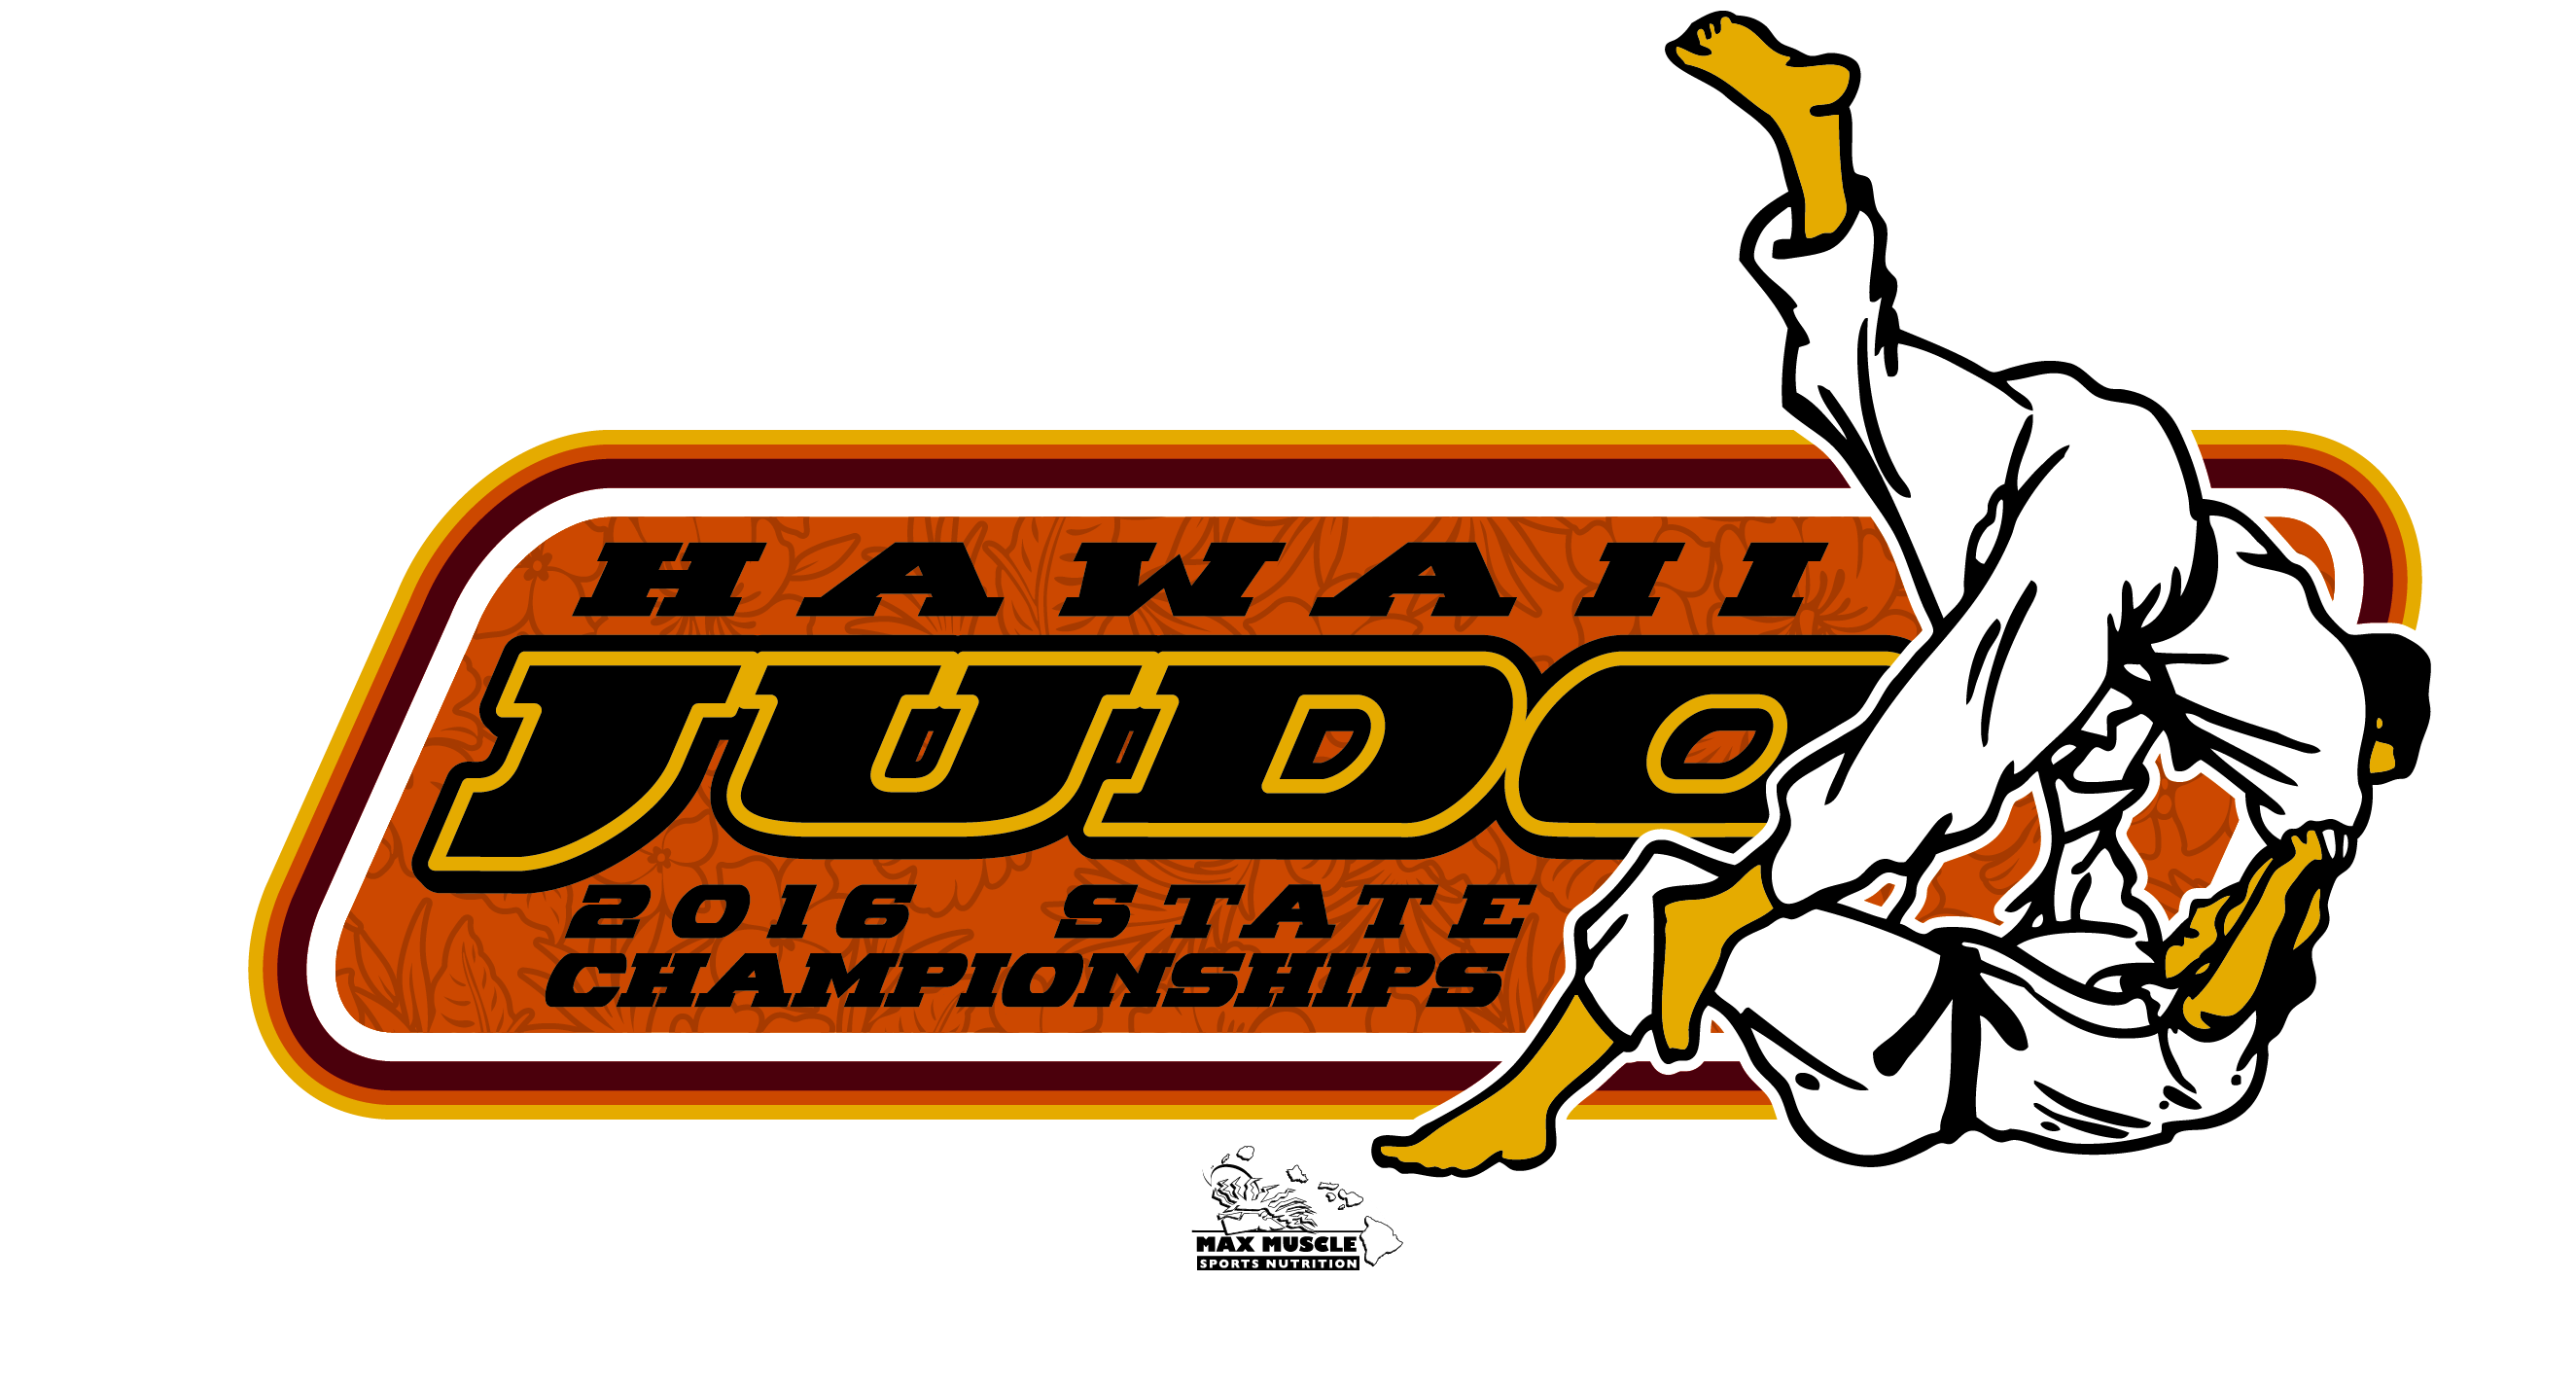 HAWAII
JUDO
2016 STATE
CHAMPIONSHIPS
MAX MUSCLE
SPORTS NUTRITION